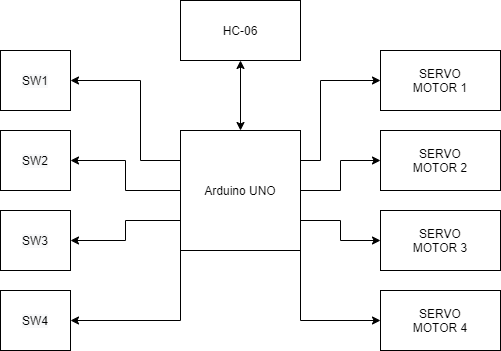 HC-06
SW1
SERVO
MOTOR 1
SW2
Arduino UNO
SERVO
MOTOR 2
SW3
SERVO
MOTOR 3
SW4
SERVO
MOTOR 4